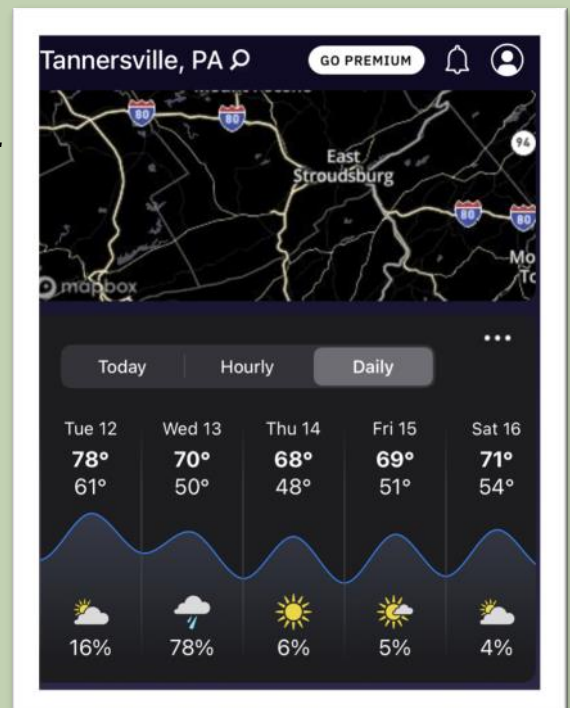 Tannersville, PA
GO PREMIUM
80
80
94
East
Stroudsburg
80
80
Mo
To
mapbox
Today Hourly Daily
Tue 12 Wed 13 Thu 14 Fri 15 Sat 16
78° 70° 68° 69° 71°
61° 50° 48° 51° 54°
16% 78% 6% 5% 4%